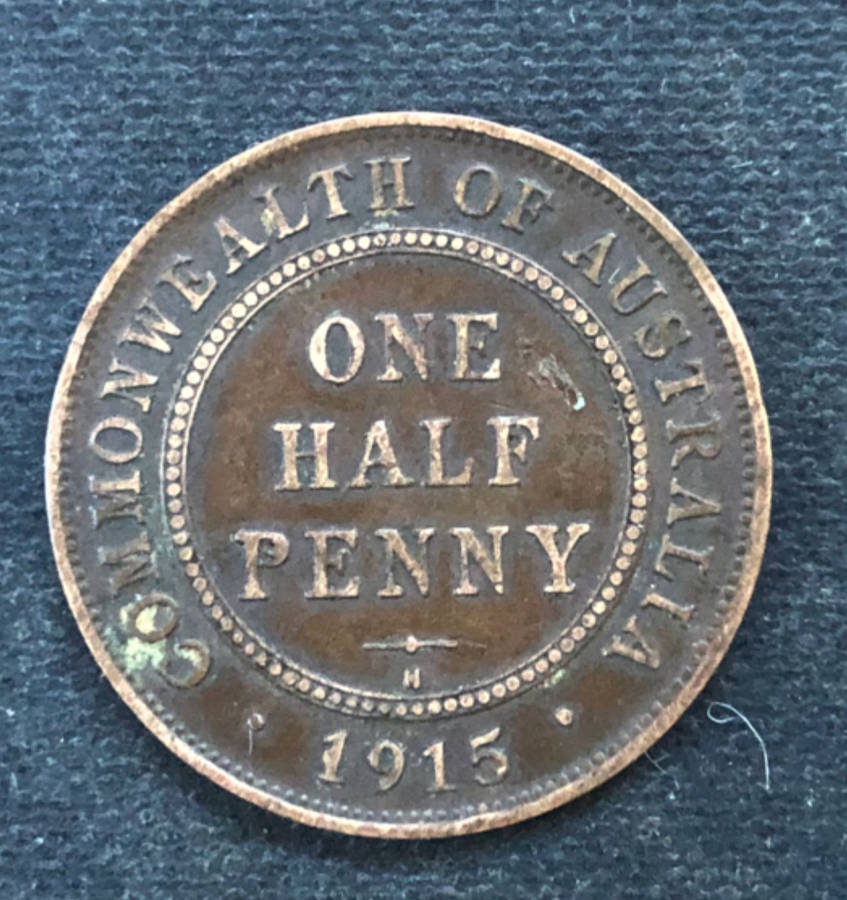 COMMONWEALTH OF AUSTRALIA
ONE
HALF
PENNY
H
1915